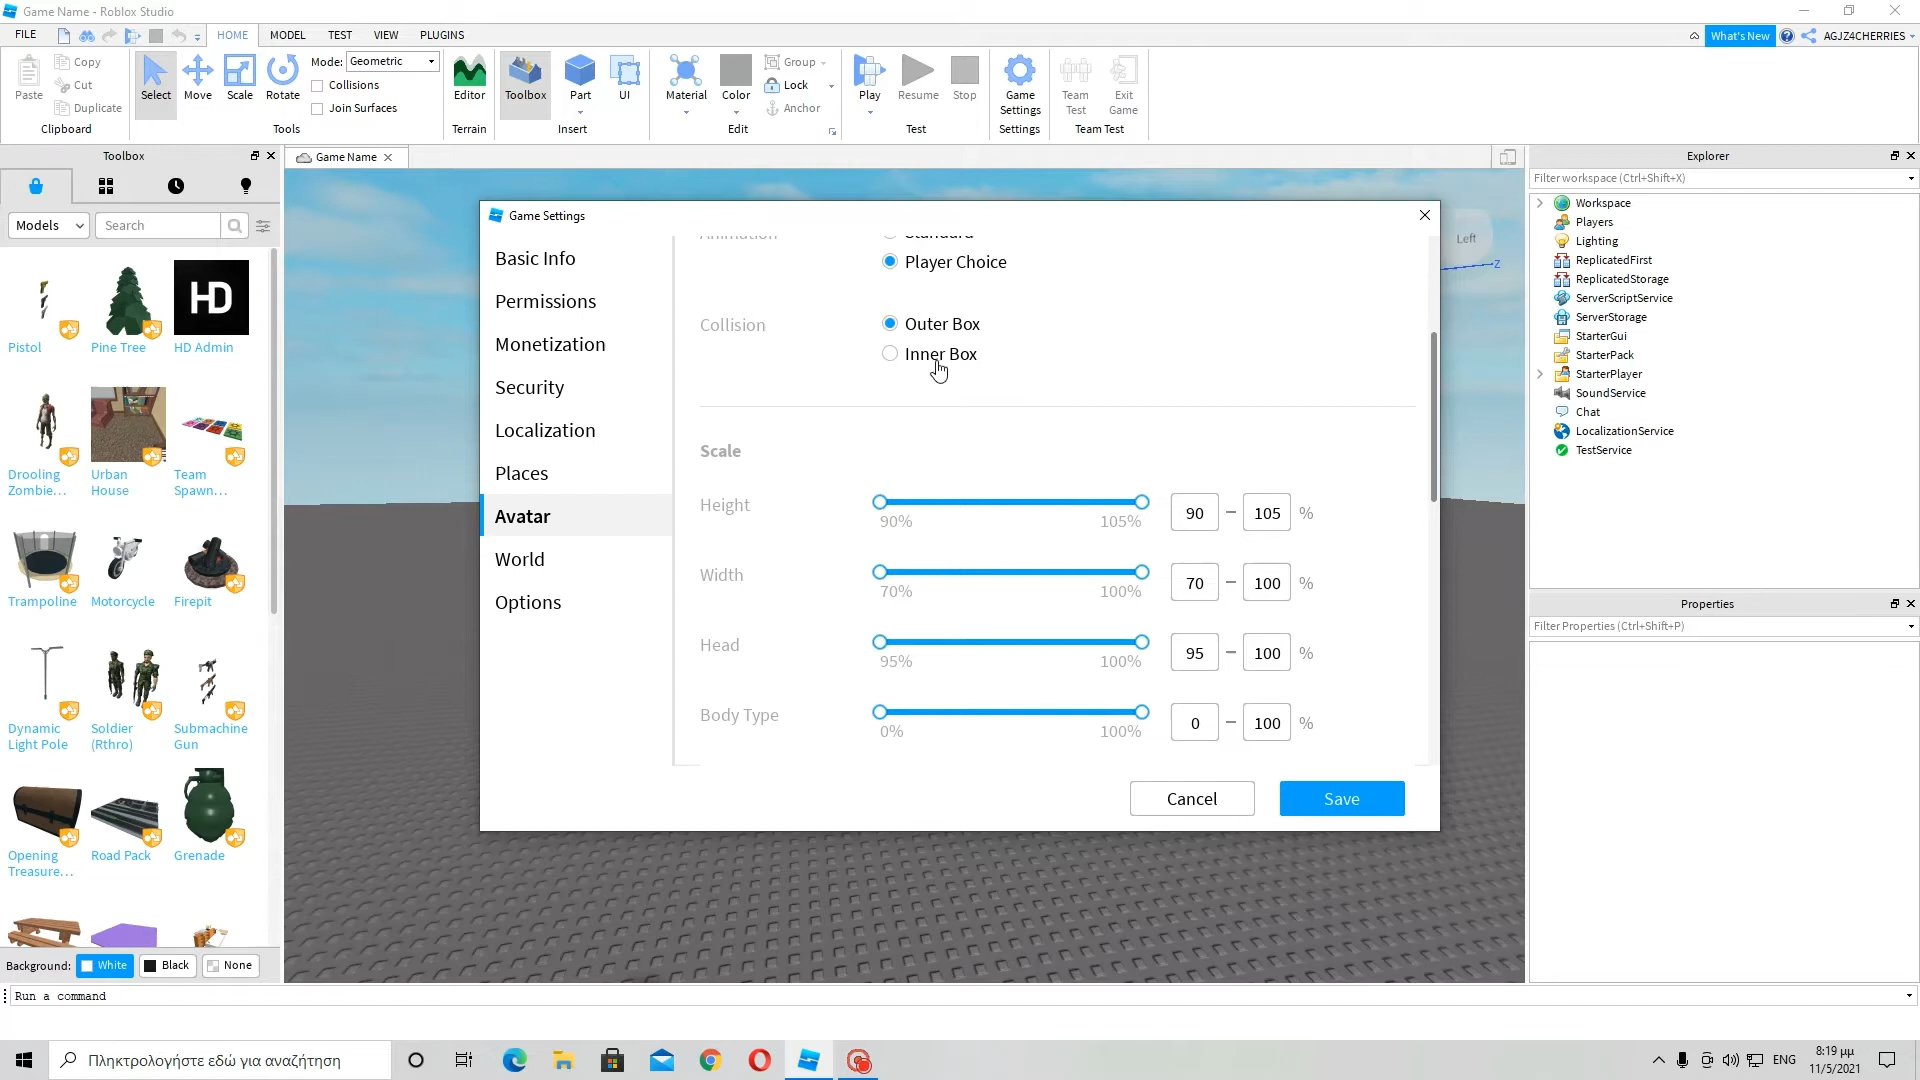 Game Name - Roblox Studio
FILE
HOME
MODEL
TEST
VIEW
PLUGINS
What's New
AGJZ4CHERRIES
Paste
Copy
Cut
Duplicate
Clipboard
Select
Move
Scale
Rotate
Mode:
Geometric
Collisions
Join Surfaces
Tools
Editor
Terrain
Toolbox
Part
UI
Insert
Material
Color
Group
Lock
Anchor
Edit
Play
Resume
Stop
Test
Game
Settings
Settings
Team
Test
Exit
Game
Team Test
Toolbox
Models
Search
Pistol
Pine Tree
HD
HD Admin
Drooling
Zombie...
Urban
House
Team
Spawn...
Trampoline
Motorcycle
Firepit
Dynamic
Light Pole
Soldier
(Rthro)
Submachine
Gun
Opening
Treasure...
Road Pack
Grenade
Background:
White
Black
None
Run a command
Game Name
Left
Z
Game Settings
Basic Info
Permissions
Monetization
Security
Localization
Places
Avatar
World
Options
Animation
Standard
Player Choice
Collision
Outer Box
Inner Box
Scale
Height
90%
105%
90 – 105 %
Width
70%
100%
70 – 100 %
Head
95%
100%
95 – 100 %
Body Type
0%
100%
0 – 100 %
Cancel
Save
Explorer
Filter workspace (Ctrl+Shift+X)
Workspace
Players
Lighting
ReplicatedFirst
ReplicatedStorage
ServerScriptService
ServerStorage
StarterGui
StarterPack
StarterPlayer
SoundService
Chat
LocalizationService
TestService
Properties
Filter Properties (Ctrl+Shift+P)
Πληκτρολογήστε εδώ για αναζήτηση
ENG
8:19 μμ
11/5/2021